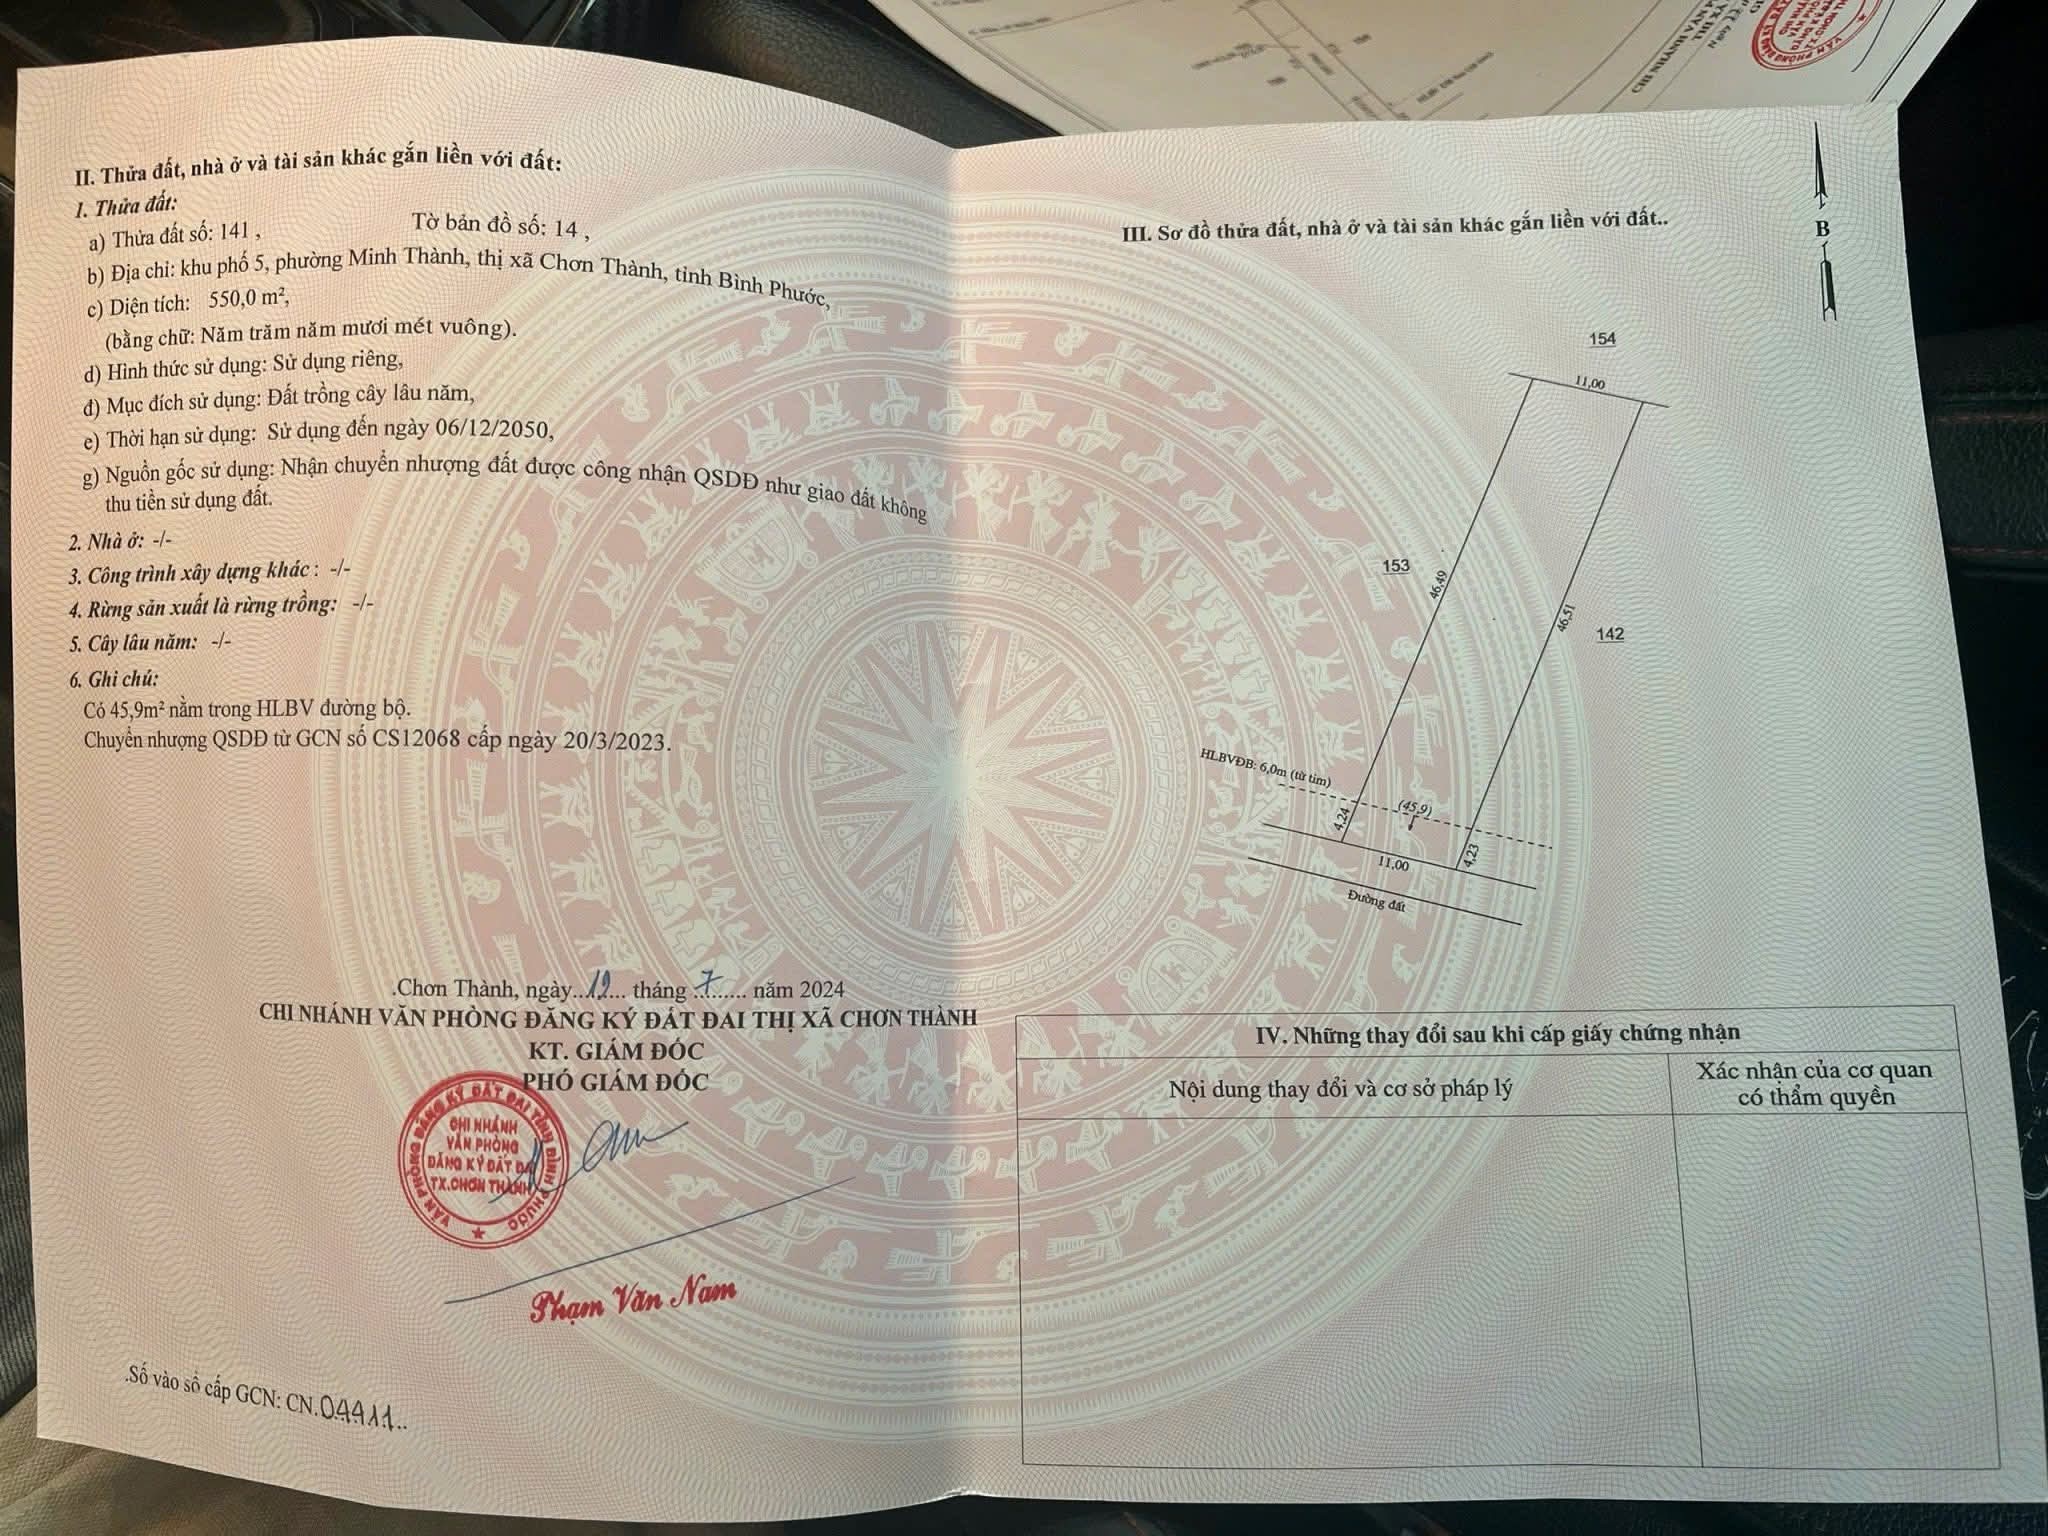 II. Thửa đất, nhà ở và tài sản khác gắn liền với đất:
1. Thửa đất:
a) Thửa đất số: 141 , Tờ bản đồ số: 14 ,
b) Địa chỉ: khu phố 5, phường Minh Thành, thị xã Chơn Thành, tỉnh Bình Phước,
c) Diện tích: 550,0 m²,
(bằng chữ: Năm trăm năm mươi mét vuông).
d) Hình thức sử dụng: Sử dụng riêng,
đ) Mục đích sử dụng: Đất trồng cây lâu năm,
e) Thời hạn sử dụng: Sử dụng đến ngày 06/12/2050,
g) Nguồn gốc sử dụng: Nhận chuyển nhượng đất được công nhận QSDĐ như giao đất không
thu tiền sử dụng đất.
2. Nhà ở: -/-
3. Công trình xây dựng khác : -/-
4. Rừng sản xuất là rừng trồng: -/-
5. Cây lâu năm: -/-
6. Ghi chú:
Có 45,9m² nằm trong HLBV đường bộ.
Chuyển nhượng QSDĐ từ GCN số CS12068 cấp ngày 20/3/2023.
.Chơn Thành, ngày...12.... tháng .7....... năm 2024
CHI NHÁNH VĂN PHÒNG ĐĂNG KÝ ĐẤT ĐAI THỊ XÃ CHƠN THÀNH
KT. GIÁM ĐỐC
PHÓ GIÁM ĐỐC
VĂN PHÒNG ĐĂNG KÝ ĐẤT ĐAI TỈNH BÌNH PHƯỚC
CHI NHÁNH
VĂN PHÒNG
ĐĂNG KÝ ĐẤT ĐAI
TX.CHƠN THÀNH
Phạm Văn Nam
.Số vào sổ cấp GCN: CN.04411..
III. Sơ đồ thửa đất, nhà ở và tài sản khác gắn liền với đất..
B
154
11,00
153
46,49
46,51
142
HLBVĐB: 6,0m (từ tim)
(45,9)
4,24
4,23
11,00
Đường đất
IV. Những thay đổi sau khi cấp giấy chứng nhận
Nội dung thay đổi và cơ sở pháp lý
Xác nhận của cơ quan
có thẩm quyền